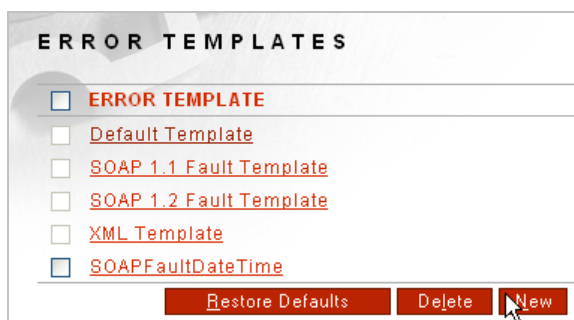 ERROR TEMPLATES
ERROR TEMPLATE
Default Template
SOAP 1.1 Fault Template
SOAP 1.2 Fault Template
XML Template
SOAPFaultDateTime
Restore Defaults Delete New